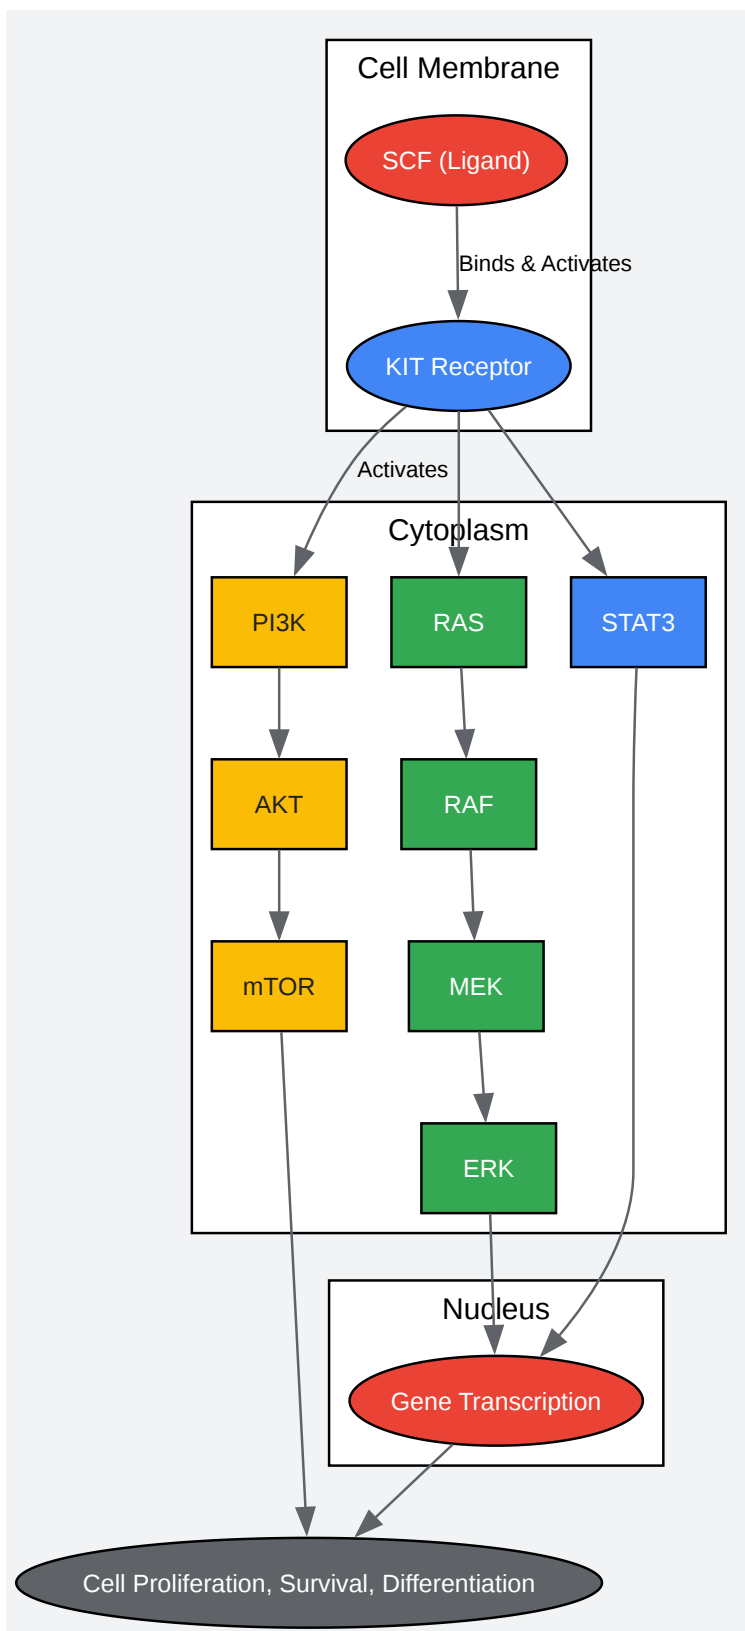 Cell Membrane
SCF (Ligand)
Binds & Activates
KIT Receptor
Activates
Cytoplasm
PI3K
RAS
STAT3
AKT
RAF
mTOR
MEK
ERK
Nucleus
Gene Transcription
Cell Proliferation, Survival, Differentiation